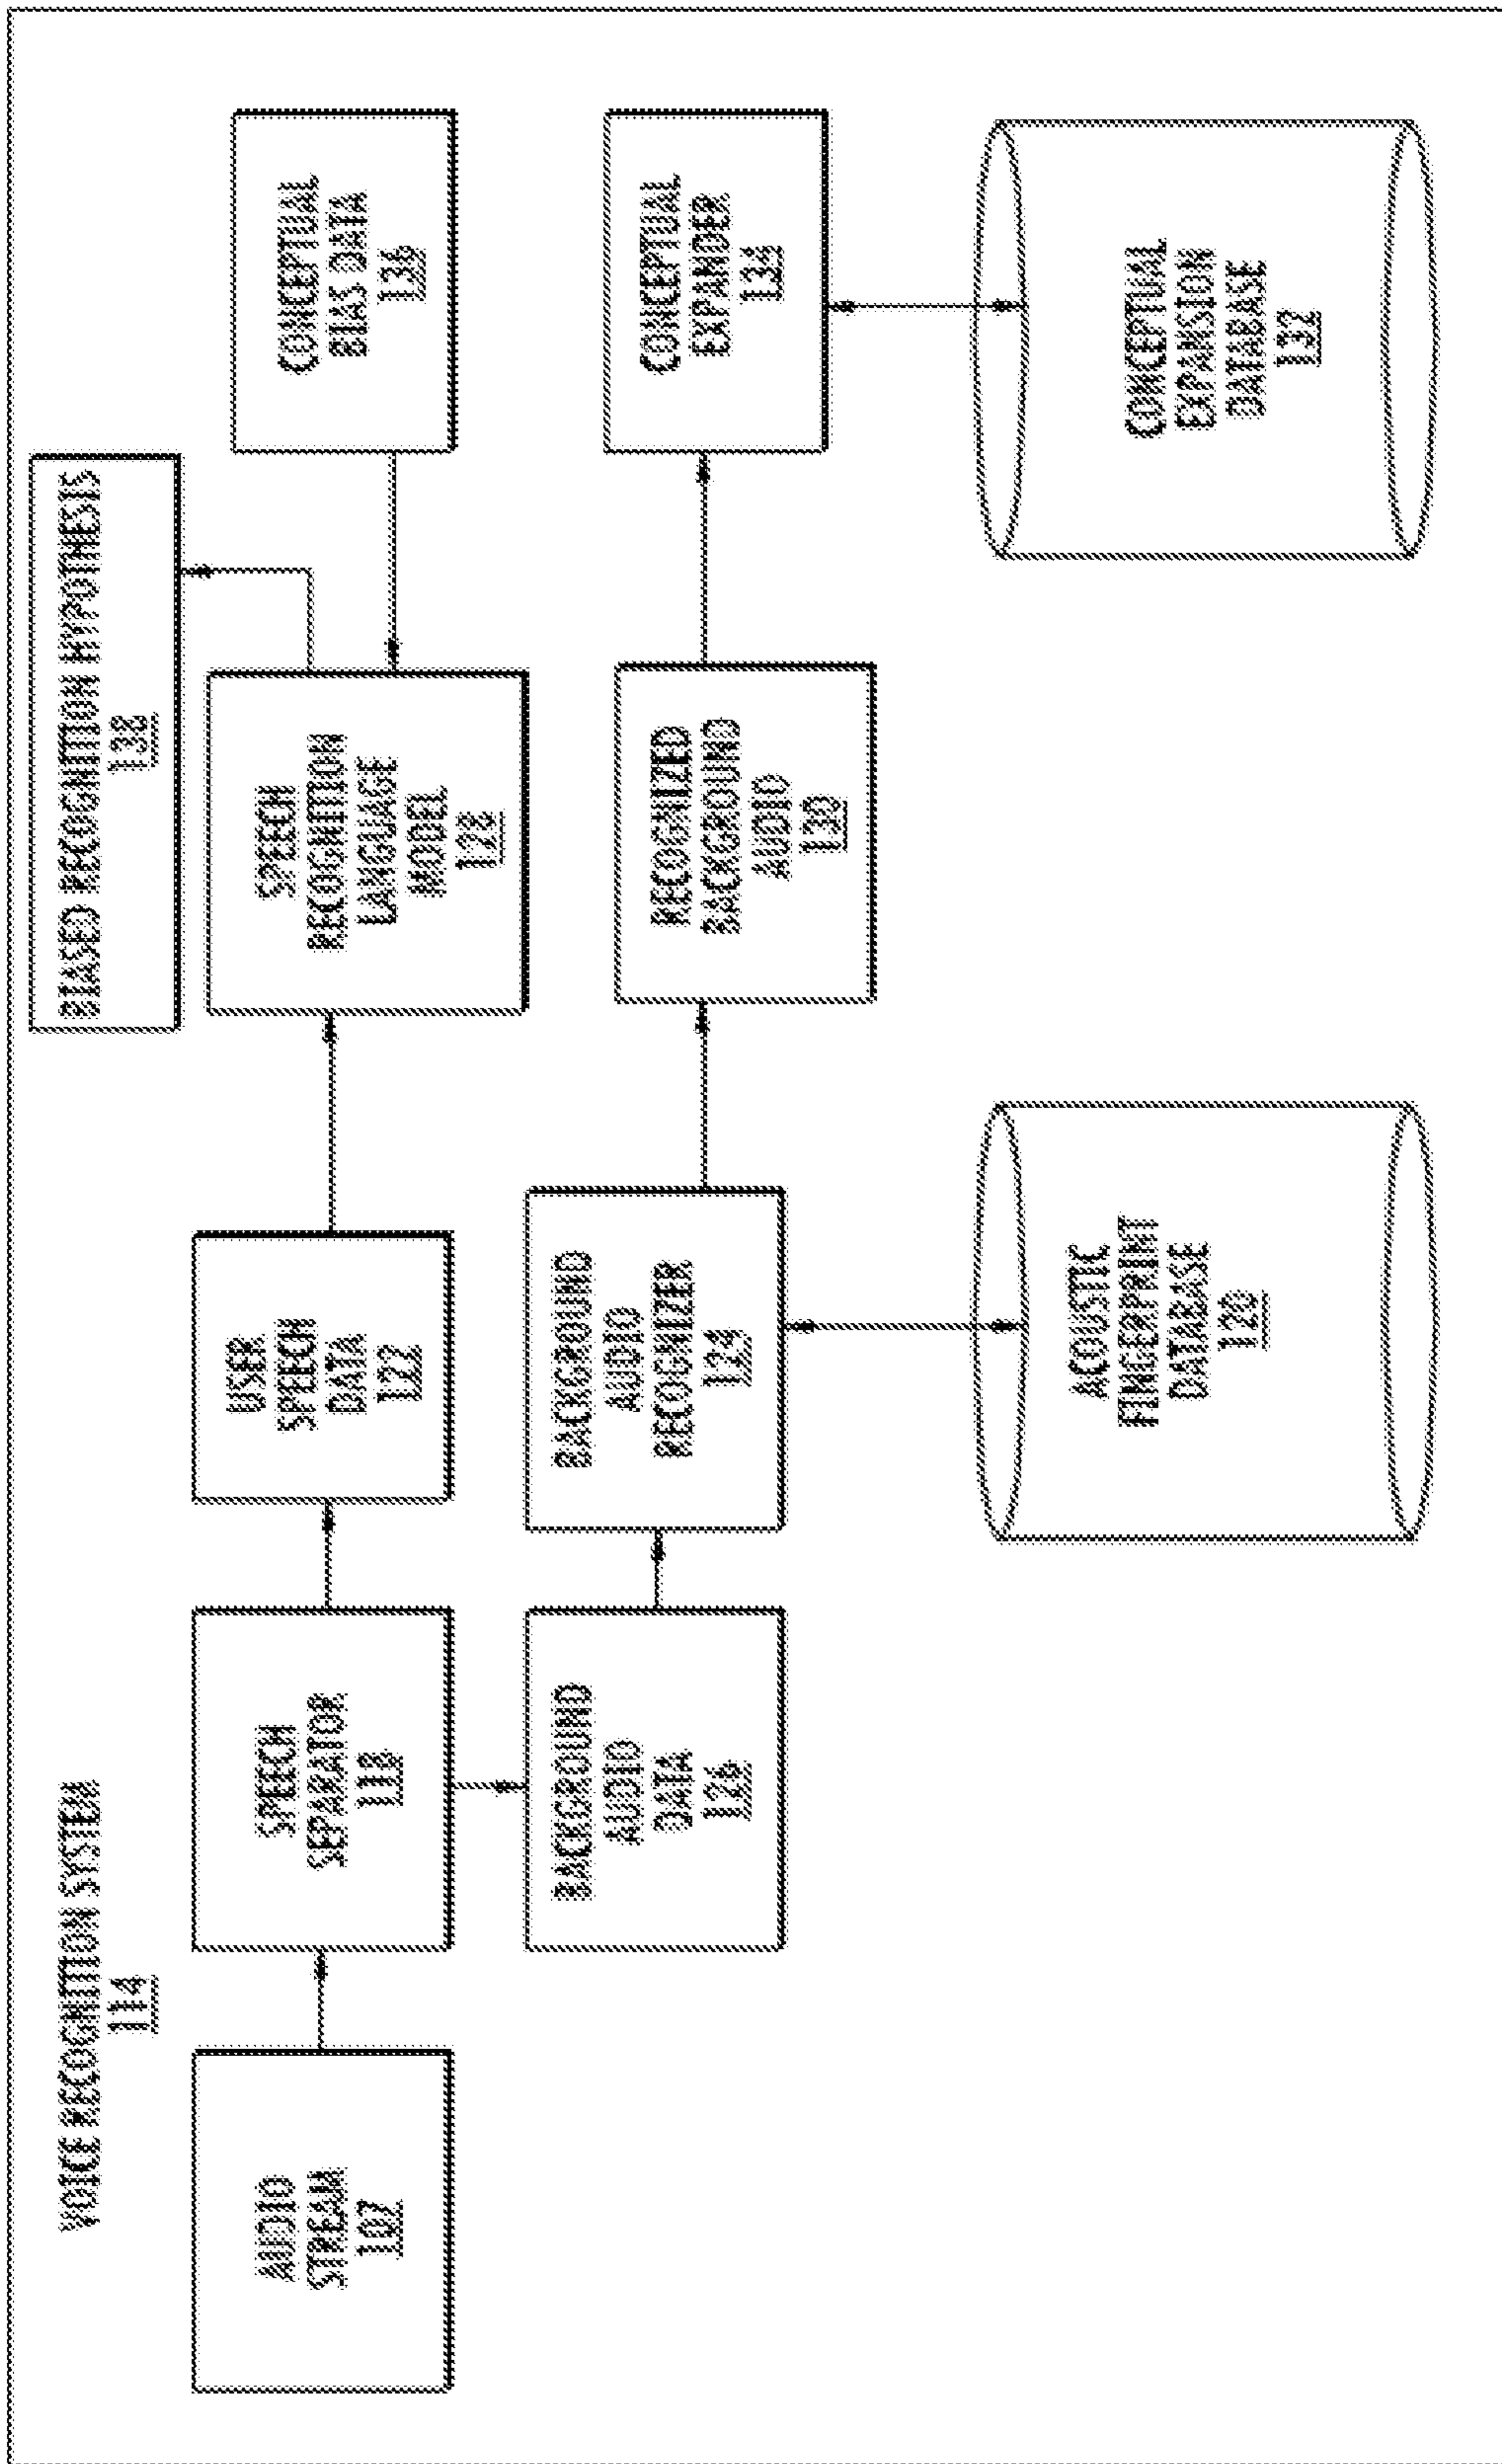 VOICE RECOGNITION SYSTEM
114
BIASED RECOGNITION HYPOTHESIS
138
AUDIO
STREAM
107
SPEECH
SEPARATOR
118
USER
SPEECH
DATA
122
SPEECH
RECOGNITION
LANGUAGE
MODEL
128
CONCEPTUAL
BIAS DATA
136
BACKGROUND
AUDIO
DATA
126
BACKGROUND
AUDIO
RECOGNIZER
124
RECOGNIZED
BACKGROUND
AUDIO
130
CONCEPTUAL
EXPANDER
134
ACOUSTIC
FINGERPRINT
DATABASE
120
CONCEPTUAL
EXPANSION
DATABASE
132